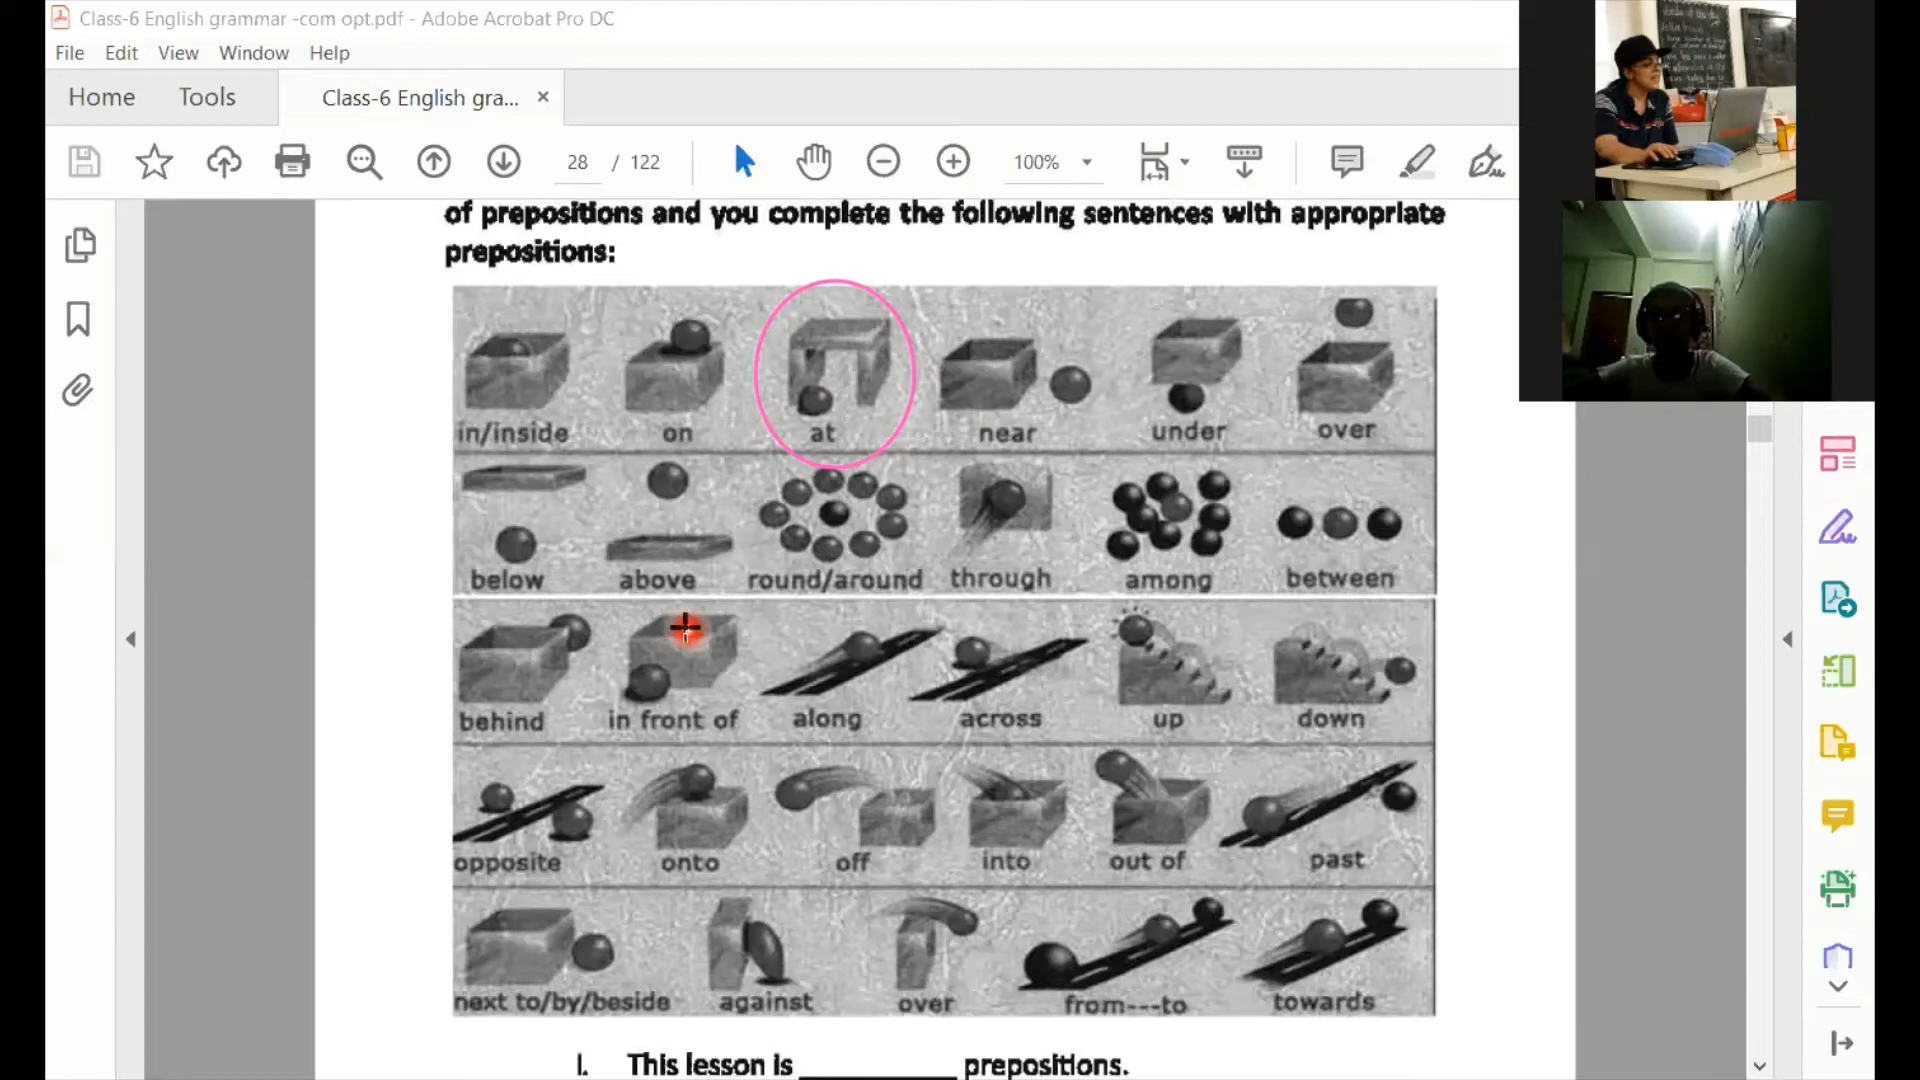 Class-6 English grammar -com opt.pdf - Adobe Acrobat Pro DC
File Edit View Window Help
Home Tools Class-6 English gra... ×
28 / 122 100%
of prepositions and you complete the following sentences with appropriate
prepositions:
in/inside on at near under over
below above round/around through among between
behind in front of along across up down
opposite onto off into out of past
next to/by/beside against over from---to towards
I. This lesson is __________ prepositions.